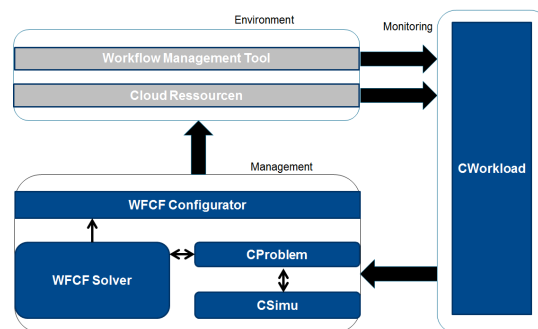 Environment
Monitoring
Workflow Management Tool
Cloud Ressourcen
CWorkload
Management
WFCF Configurator
CProblem
WFCF Solver
CSimu